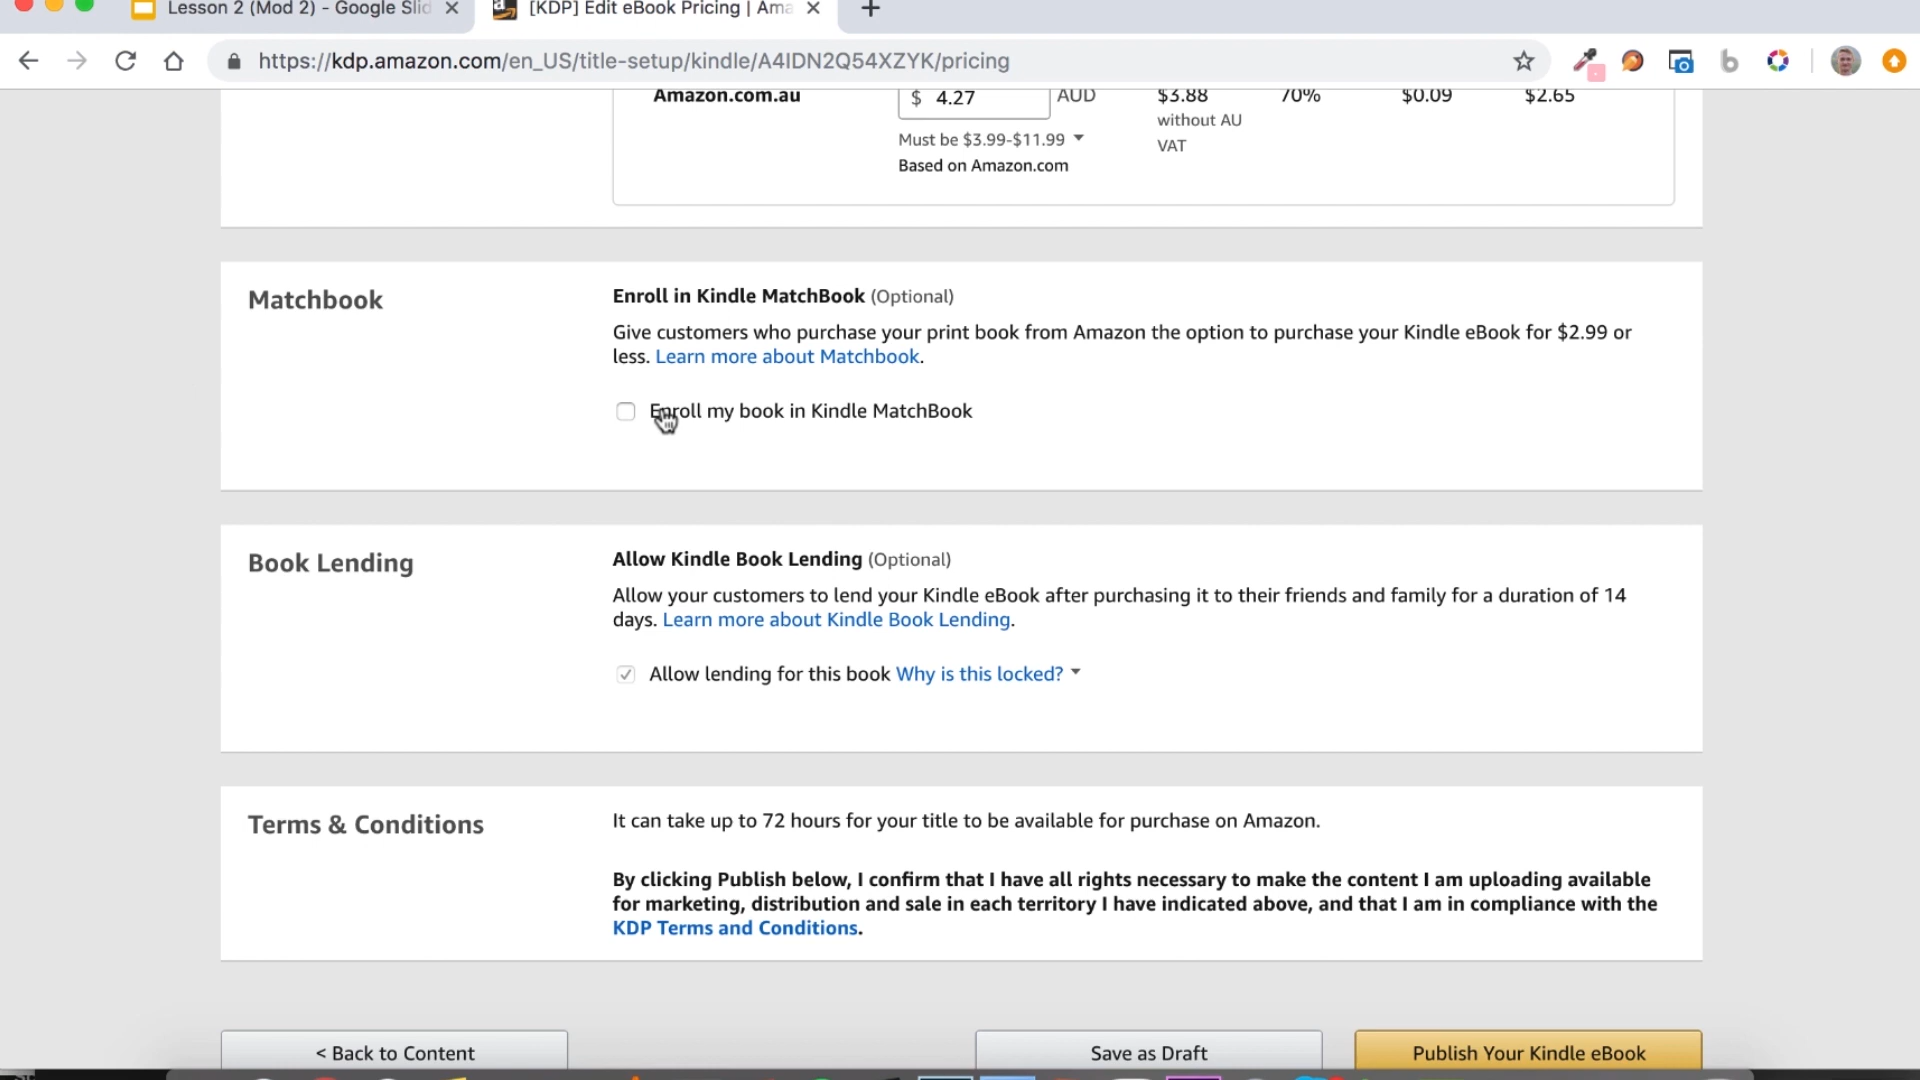 Lesson 2 (Mod 2) - Google Slid
[KDP] Edit eBook Pricing | Ama
https://kdp.amazon.com/en_US/title-setup/kindle/A4IDN2Q54XZYK/pricing
Amazon.com.au $ 4.27 AUD $3.88 70% $0.09 $2.65
without AU
Must be $3.99-$11.99
VAT
Based on Amazon.com
Matchbook
Enroll in Kindle MatchBook (Optional)
Give customers who purchase your print book from Amazon the option to purchase your Kindle eBook for $2.99 or
less. Learn more about Matchbook.
Enroll my book in Kindle MatchBook
Book Lending
Allow Kindle Book Lending (Optional)
Allow your customers to lend your Kindle eBook after purchasing it to their friends and family for a duration of 14
days. Learn more about Kindle Book Lending.
Allow lending for this book Why is this locked?
Terms & Conditions
It can take up to 72 hours for your title to be available for purchase on Amazon.
By clicking Publish below, I confirm that I have all rights necessary to make the content I am uploading available
for marketing, distribution and sale in each territory I have indicated above, and that I am in compliance with the
KDP Terms and Conditions.
< Back to Content
Save as Draft
Publish Your Kindle eBook